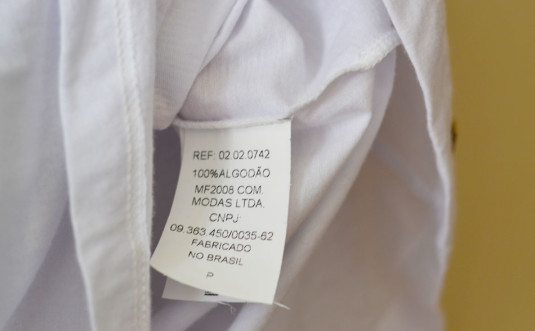 REF: 02.02.0742
100%ALGODÃO
MF2008 COM.
MODAS LTDA.
CNPJ:
09.363.450/0035-62
FABRICADO
NO BRASIL
P